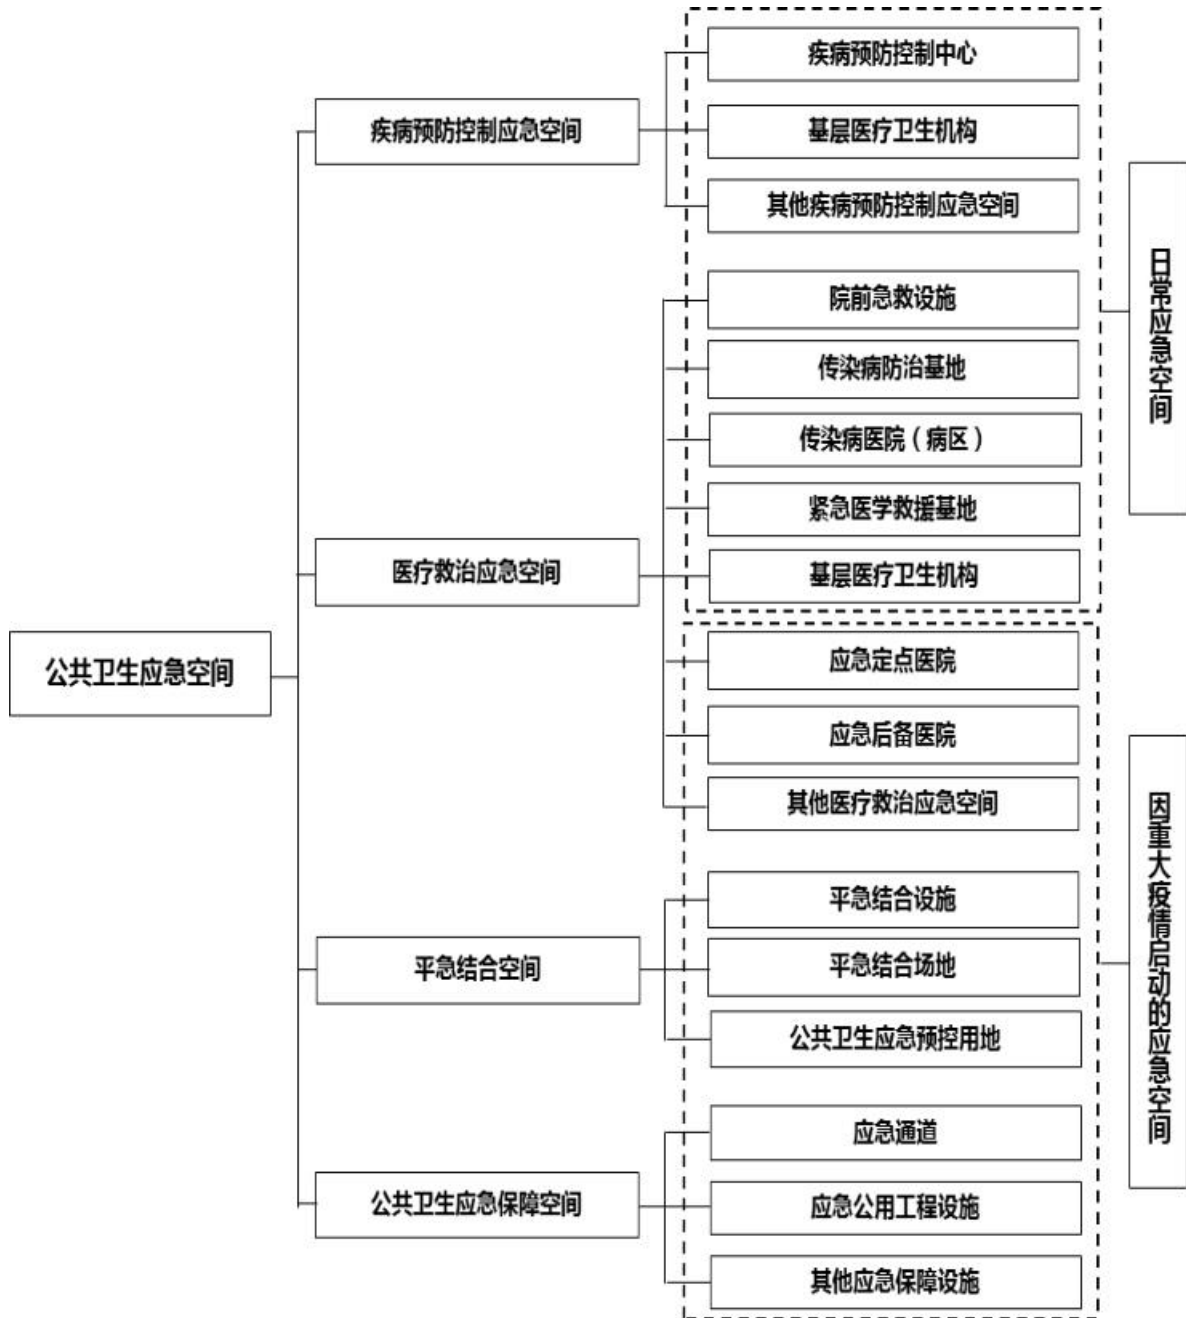 公共卫生应急空间
疾病预防控制应急空间
疾病预防控制中心
基层医疗卫生机构
其他疾病预防控制应急空间
医疗救治应急空间
院前急救设施
传染病防治基地
传染病医院（病区）
紧急医学救援基地
基层医疗卫生机构
应急定点医院
应急后备医院
其他医疗救治应急空间
平急结合空间
平急结合设施
平急结合场地
公共卫生应急预控用地
公共卫生应急保障空间
应急通道
应急公用工程设施
其他应急保障设施
日常应急空间
因重大疫情启动的应急空间